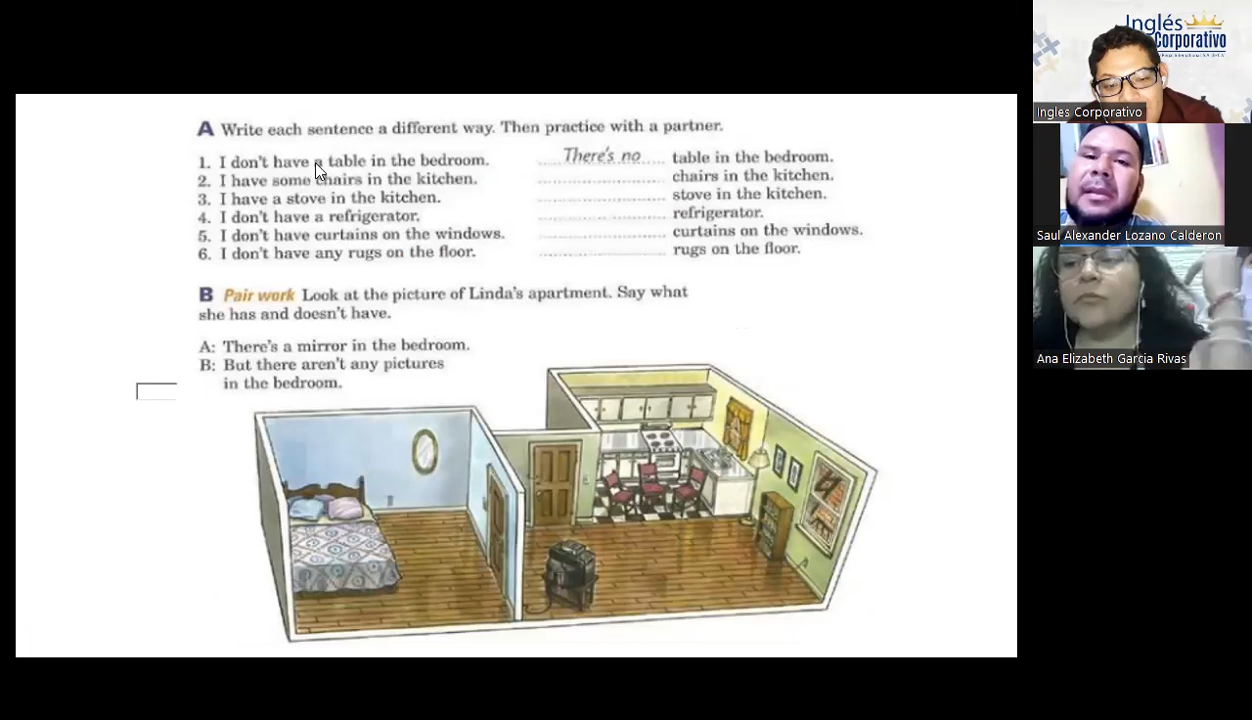 A Write each sentence a different way. Then practice with a partner.
1. I don't have a table in the bedroom. There's no table in the bedroom.
2. I have some chairs in the kitchen. chairs in the kitchen.
3. I have a stove in the kitchen. stove in the kitchen.
4. I don't have a refrigerator. refrigerator.
5. I don't have curtains on the windows. curtains on the windows.
6. I don't have any rugs on the floor. rugs on the floor.
B Pair work Look at the picture of Linda's apartment. Say what
she has and doesn't have.
A: There's a mirror in the bedroom.
B: But there aren't any pictures
in the bedroom.
Inglés
Corporativo
Ingles Corporativo
Saul Alexander Lozano Calderon
Ana Elizabeth Garcia Rivas